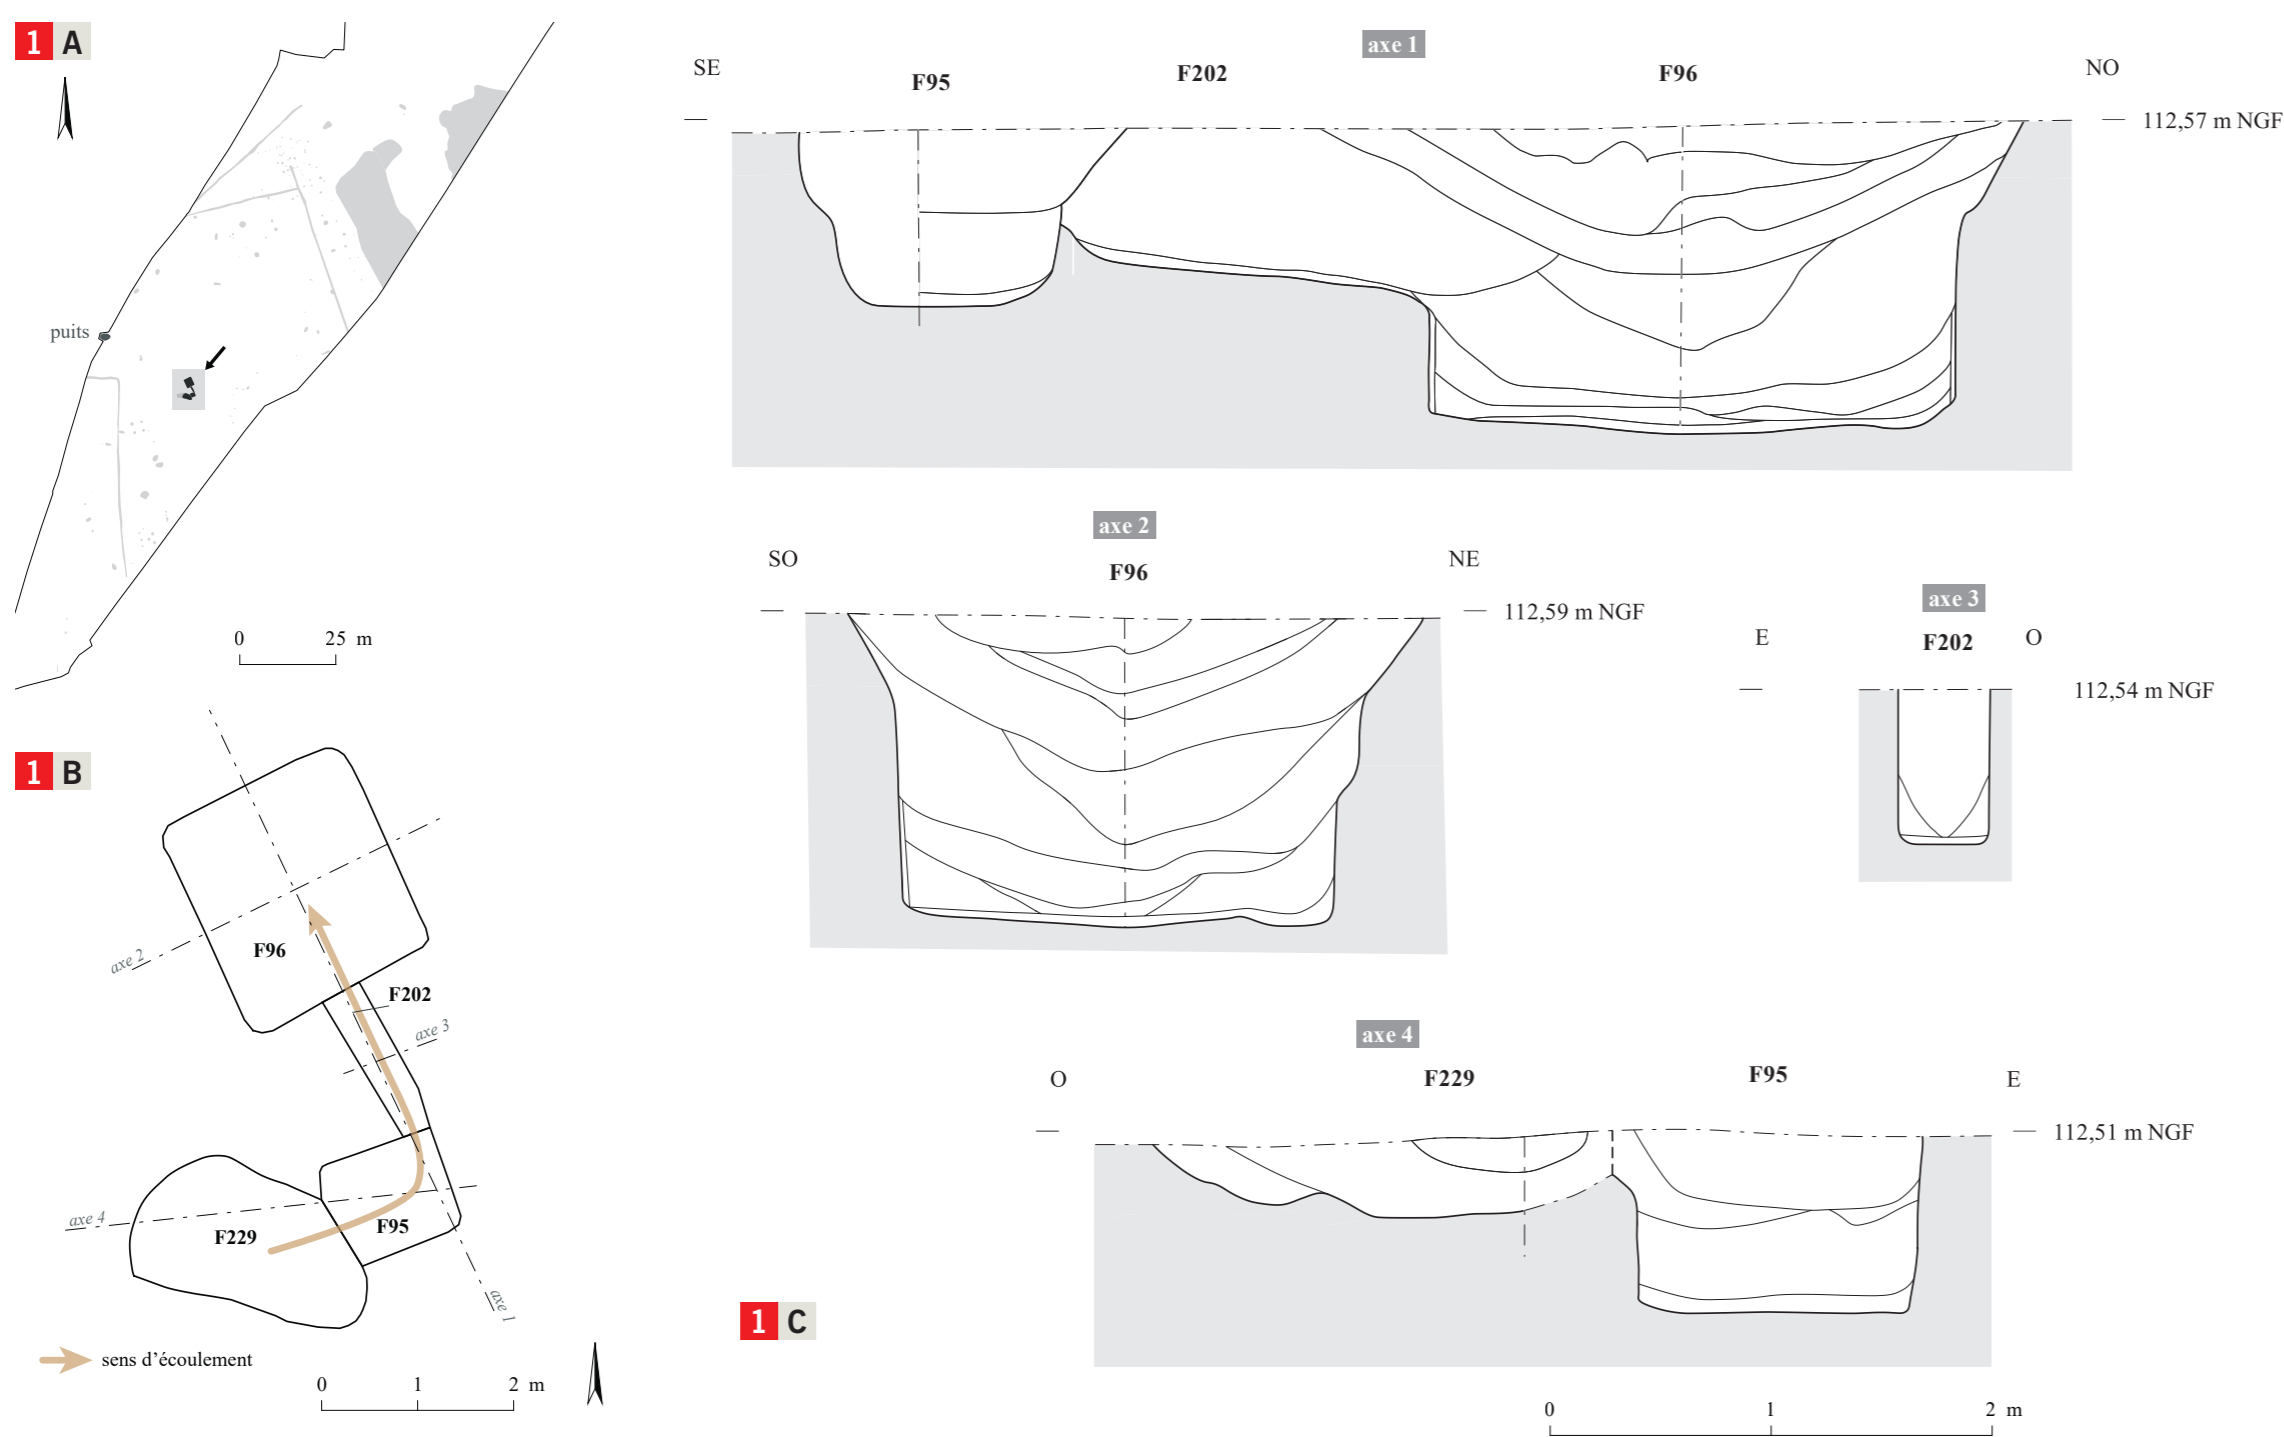 1 A
puits
0 25 m
1 B
axe 2
F96
F202
axe 3
axe 4
F229
F95
axe 1
sens d’écoulement
0 1 2 m
axe 1
SE F95 F202 F96 NO
112,57 m NGF
axe 2
SO F96 NE
112,59 m NGF
axe 3
E F202 O
112,54 m NGF
axe 4
O F229 F95 E
112,51 m NGF
1 C
0 1 2 m